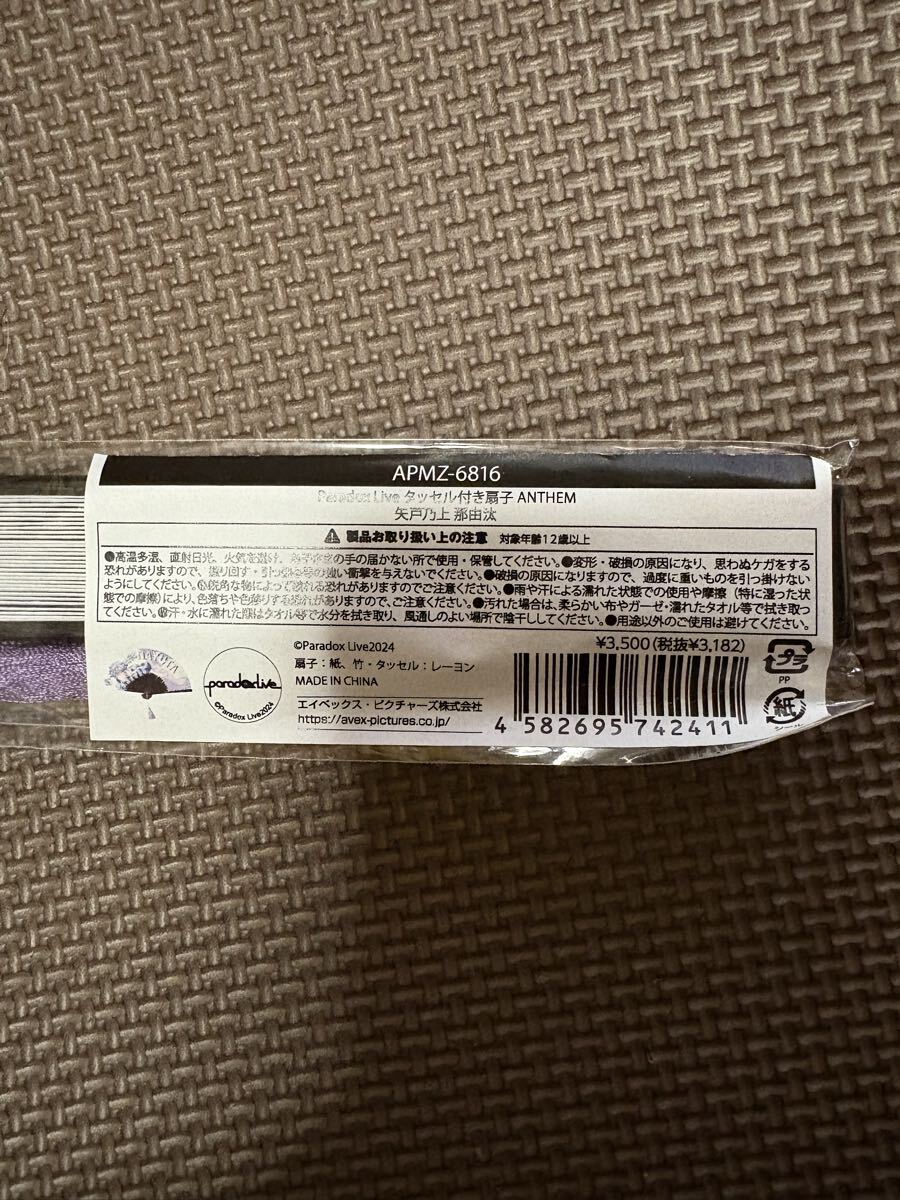 APMZ-6816
Paradox Live タッセル付き扇子 ANTHEM
矢戸乃上 那由汰
製品お取り扱い上の注意 対象年齢12歳以上
●高温多湿、直射日光、火気を避け、の手の届かない所で使用・保管してください。●変形・破損の原因になり、思わぬケガをする
恐れがありますので、振り回す・引っ張る等の強い衝撃を与えないでください。●破損の原因になりますので、過度に重いものを引っ掛けない
ようにしてください。●鋭角な物によって破れる恐れがありますのでご注意ください。●雨や汗による濡れた状態での使用や摩擦（特に湿った状
態での摩擦）により、色落ちや色移りする恐れがありますので、ご注意ください。●汚れた場合は、柔らかい布やガーゼ・濡れたタオル等で拭き取っ
てください。●汗・水に濡れた際はタオル等で水分を拭き取り、風通しのよい場所で陰干ししてください。●用途以外のご使用は避けてください。
©Paradox Live2024
扇子：紙、竹・タッセル：レーヨン
MADE IN CHINA
エイベックス・ピクチャーズ株式会社
https://avex-pictures.co.jp/
NAYUTA
paradoxlive
©Paradox Live2024
¥3,500(税抜¥3,182)
4 582695 742411
プラ
PP
紙
シール